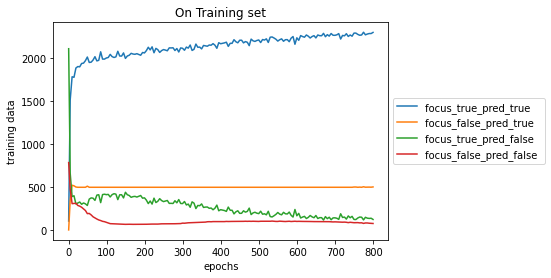 On Training set
2000
1500
1000
500
0
training data
0 100 200 300 400 500 600 700 800
epochs
focus_true_pred_true
focus_false_pred_true
focus_true_pred_false
focus_false_pred_false